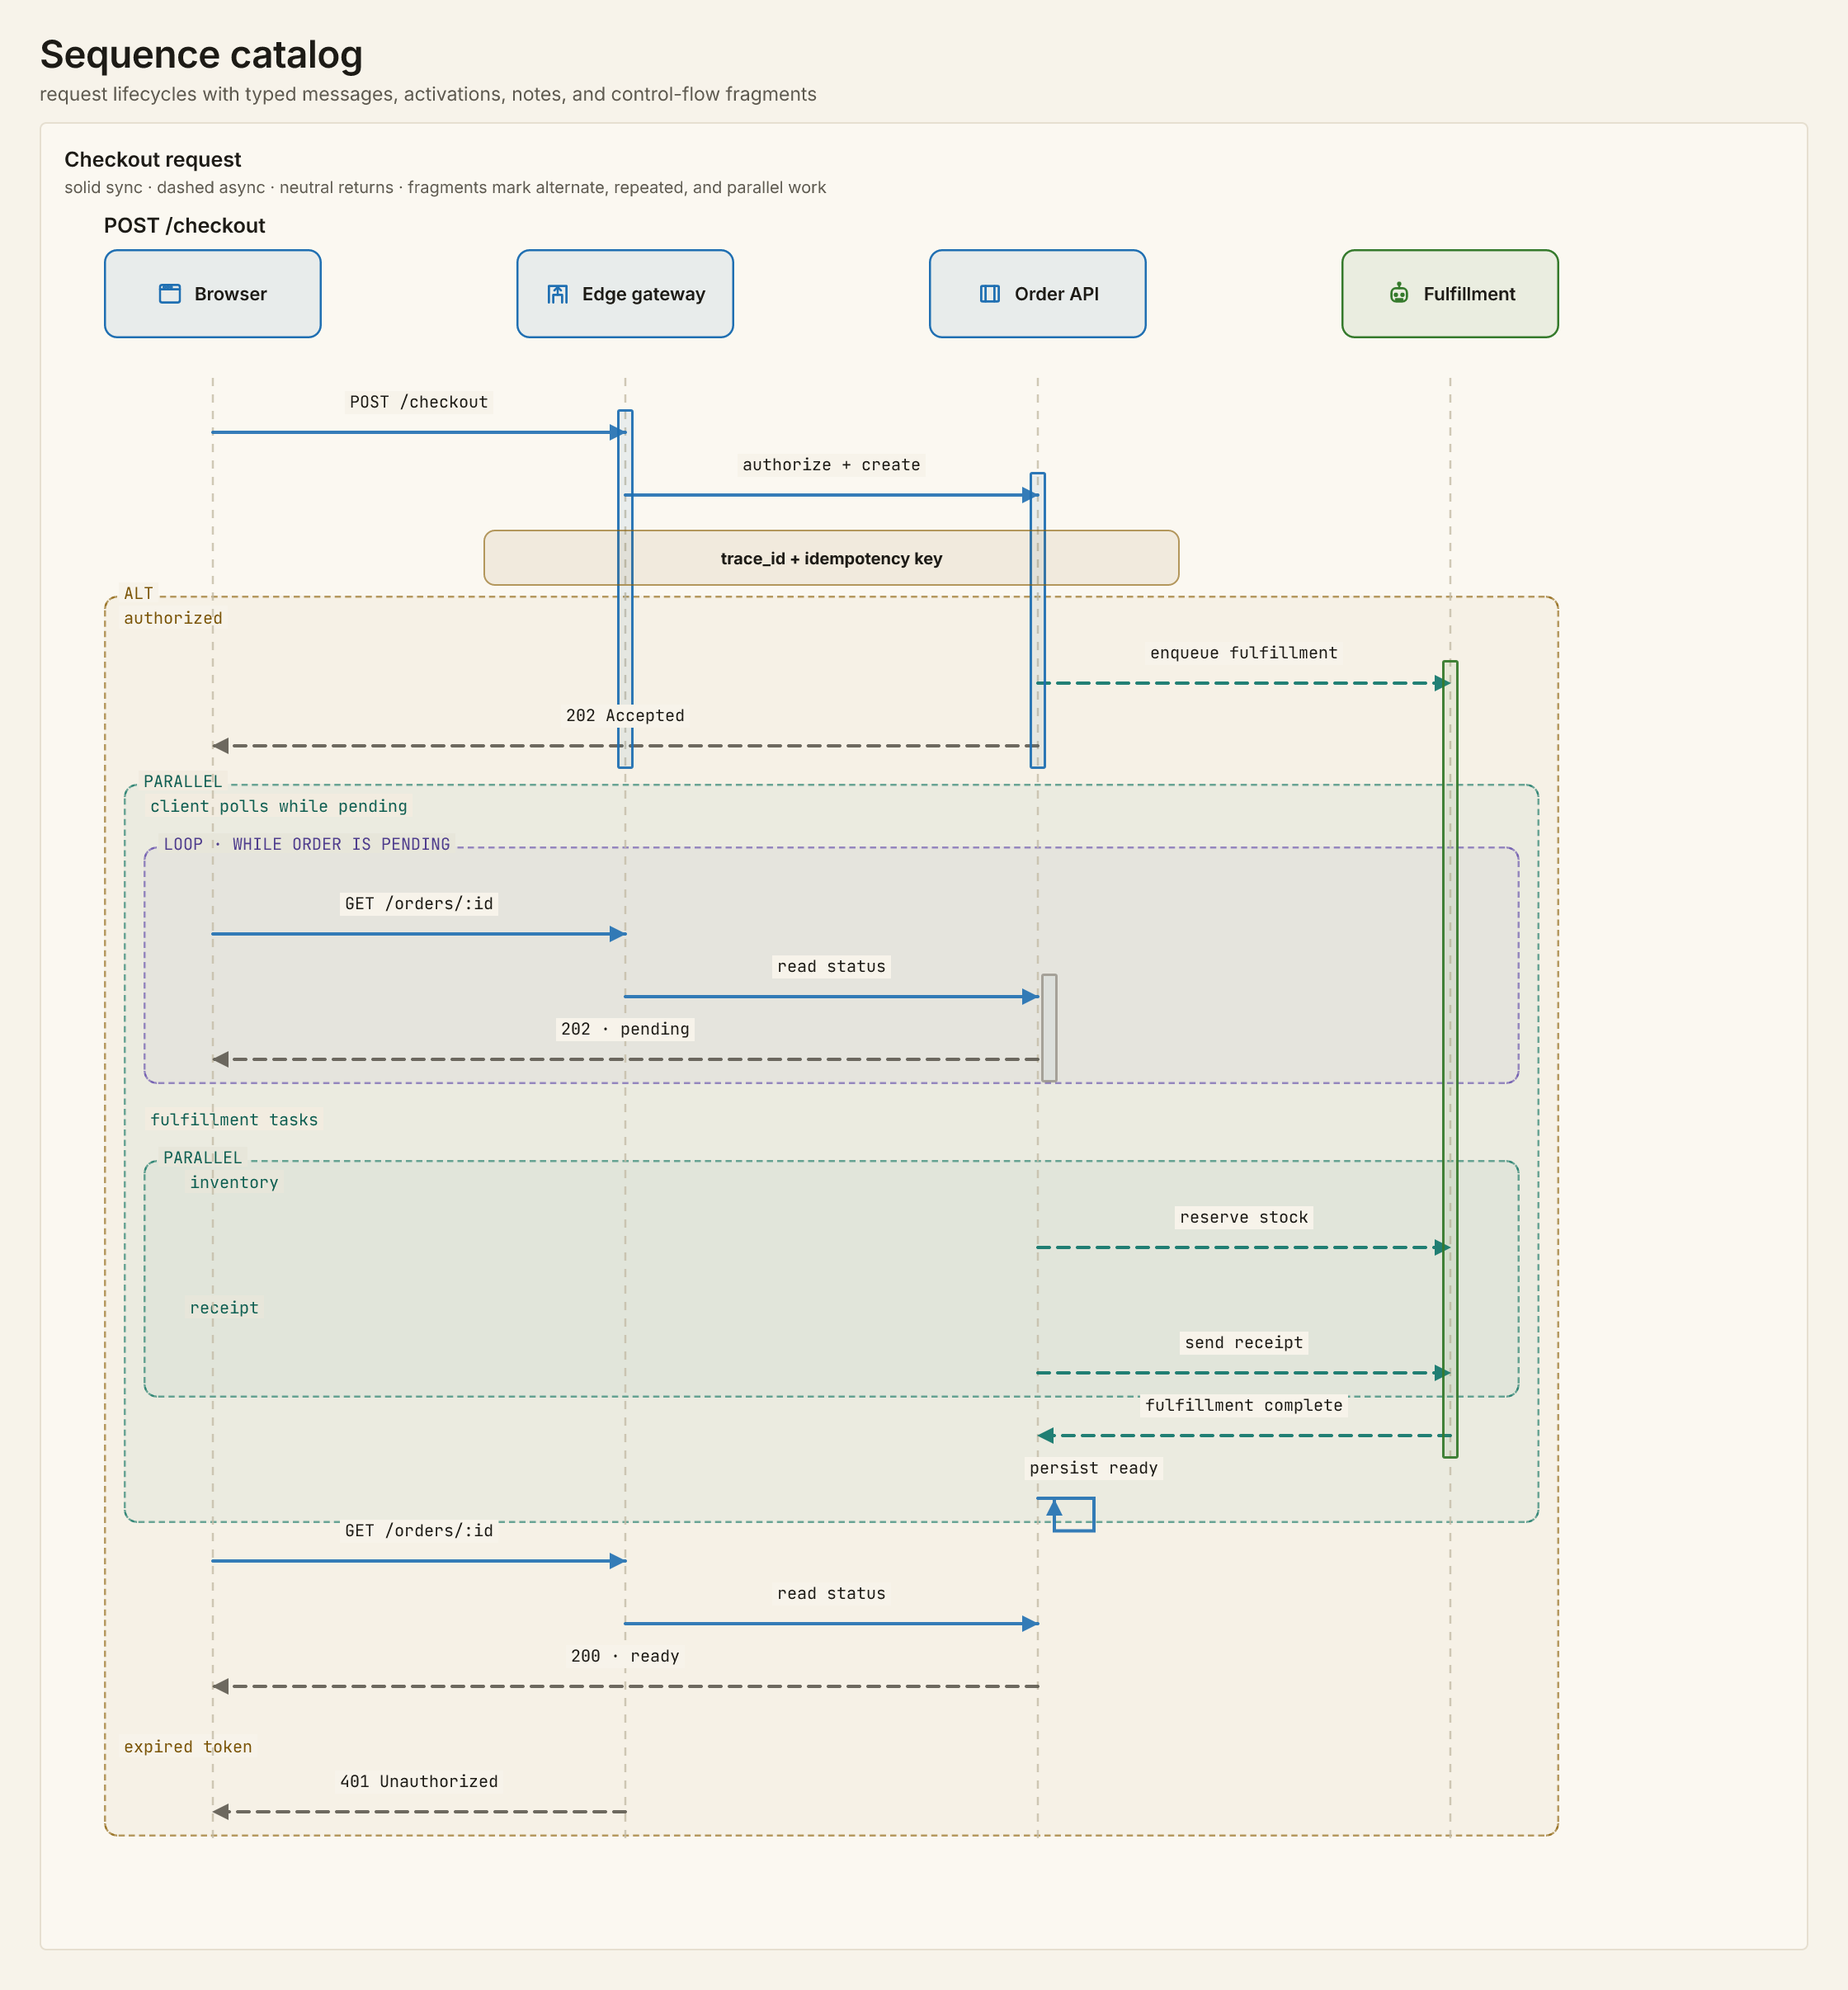 Sequence catalog
request lifecycles with typed messages, activations, notes, and control-flow fragments
Checkout request
solid sync · dashed async · neutral returns · fragments mark alternate, repeated, and parallel work
POST /checkout
Browser
Edge gateway
Order API
Fulfillment
POST /checkout
authorize + create
trace_id + idempotency key
ALT
authorized
enqueue fulfillment
202 Accepted
PARALLEL
client polls while pending
LOOP · WHILE ORDER IS PENDING
GET /orders/:id
read status
202 · pending
fulfillment tasks
PARALLEL
inventory
reserve stock
receipt
send receipt
fulfillment complete
persist ready
GET /orders/:id
read status
200 · ready
expired token
401 Unauthorized